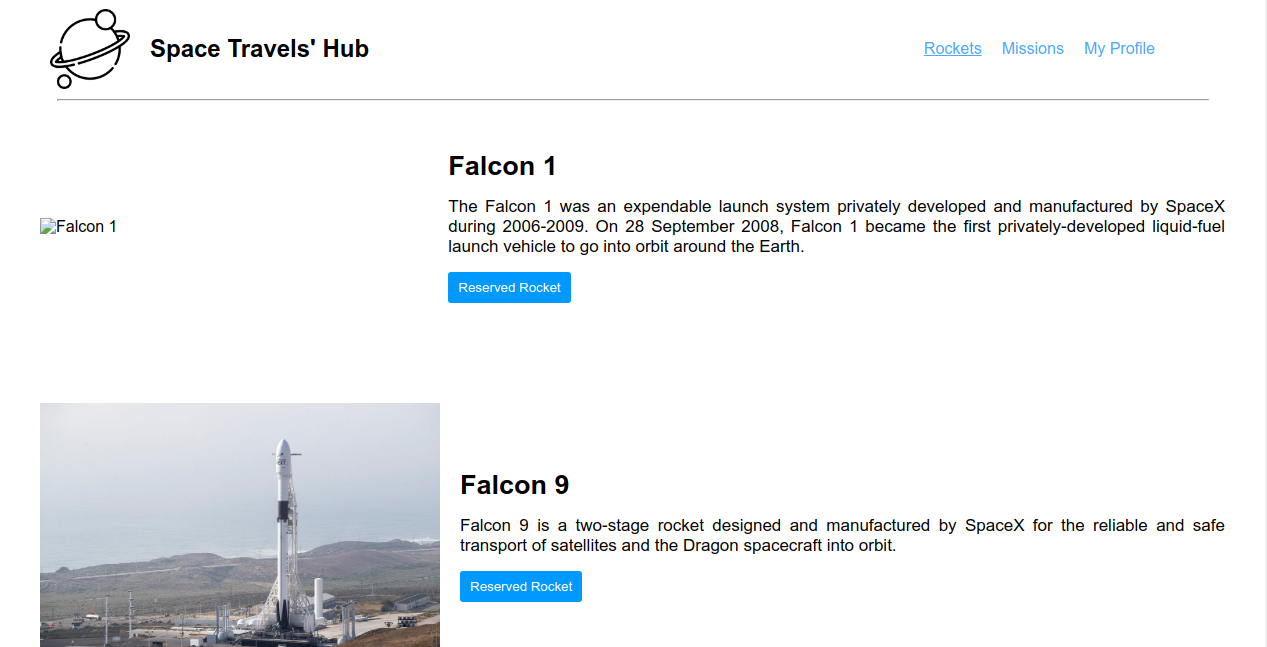 Space Travels' Hub
Rockets Missions My Profile
Falcon 1
Falcon 1
The Falcon 1 was an expendable launch system privately developed and manufactured by SpaceX
during 2006-2009. On 28 September 2008, Falcon 1 became the first privately-developed liquid-fuel
launch vehicle to go into orbit around the Earth.
Reserved Rocket
Falcon 9
Falcon 9 is a two-stage rocket designed and manufactured by SpaceX for the reliable and safe
transport of satellites and the Dragon spacecraft into orbit.
Reserved Rocket